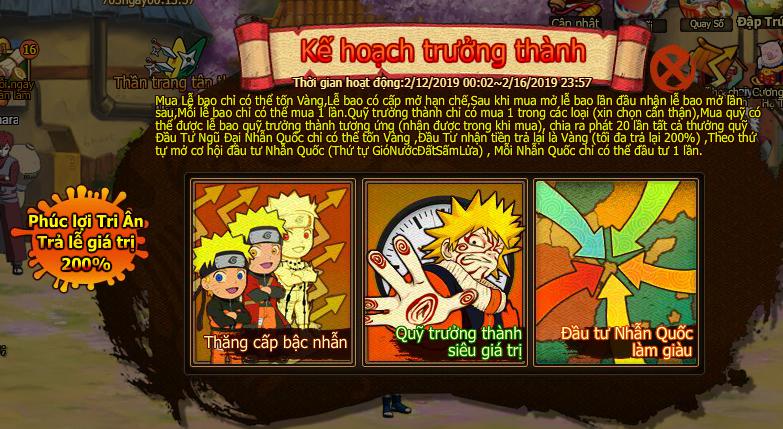 Cập nhật
Quay Số
Đập Trứ
16
Thần trang tân th
Kế hoạch trưởng thành
Thời gian hoạt động:2/12/2019 00:02~2/16/2019 23:57
Mua Lễ bao chỉ có thể tốn Vàng,Lễ bao có cấp mở hạn chế,Sau khi mua mở lễ bao lần đầu nhận lễ bao mở lần
sau,Mỗi lễ bao chỉ có thể mua 1 lần.Quỹ trưởng thành chỉ có mua 1 trong các loại (xin chọn cẩn thận),Mua quỹ có
thể được lễ bao quỹ trưởng thành tương ứng (nhận được trong khi mua), chia ra phát 20 lần tất cả thưởng quỹ
Đầu Tư Ngũ Đại Nhẫn Quốc chỉ có thể tốn Vàng ,Đầu Tư nhận tiền trả lại là Vàng (tối đa trả lại 200%) ,Theo thứ
tự mở cơ hội đầu tư Nhẫn Quốc (Thứ tự GióNướcĐấtSấmLửa) , Mỗi Nhẫn Quốc chỉ có thể đầu tư 1 lần.
Phúc lợi Tri Ân
Trả lễ giá trị
200%
Thăng cấp bậc nhẫn
Quỹ trưởng thành
siêu giá trị
Đầu tư Nhẫn Quốc
làm giàu